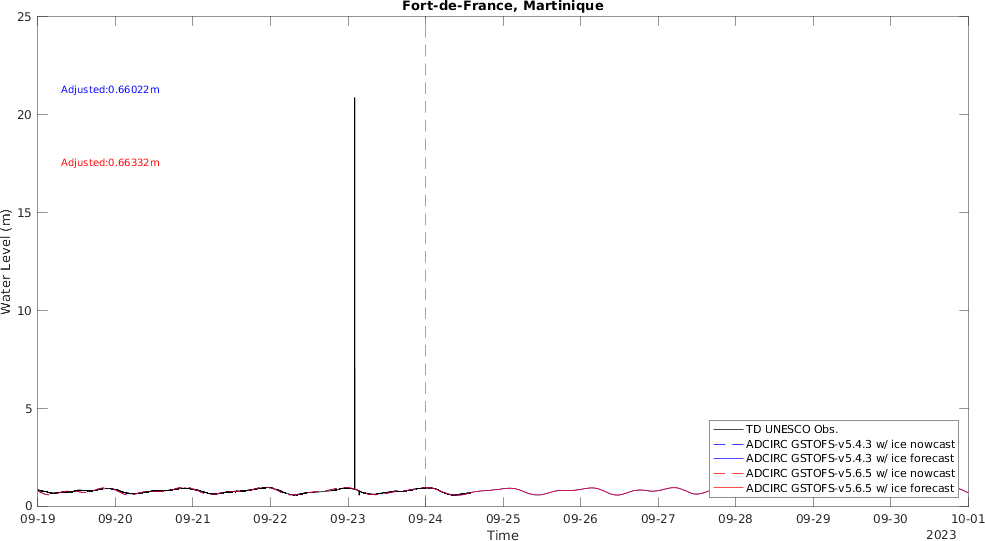 Fort-de-France, Martinique
25
20
15
10
5
0
Water Level (m)
Adjusted:0.66022m
Adjusted:0.66332m
TD UNESCO Obs.
ADCIRC GSTOFS-v5.4.3 w/ ice nowcast
ADCIRC GSTOFS-v5.4.3 w/ ice forecast
ADCIRC GSTOFS-v5.6.5 w/ ice nowcast
ADCIRC GSTOFS-v5.6.5 w/ ice forecast
09-19 09-20 09-21 09-22 09-23 09-24 09-25 09-26 09-27 09-28 09-29 09-30 10-01
Time
2023